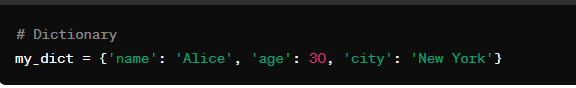 # Dictionary
my_dict = {'name': 'Alice', 'age': 30, 'city': 'New York'}